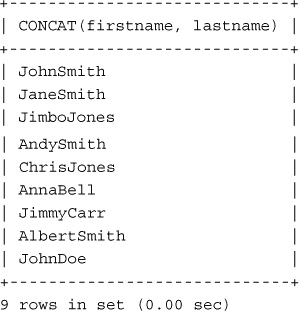 +------------------------------+
| CONCAT(firstname, lastname) |
+------------------------------+
| JohnSmith |
| JaneSmith |
| JimboJones |
| AndySmith |
| ChrisJones |
| AnnaBell |
| JimmyCarr |
| AlbertSmith |
| JohnDoe |
+------------------------------+
9 rows in set (0.00 sec)